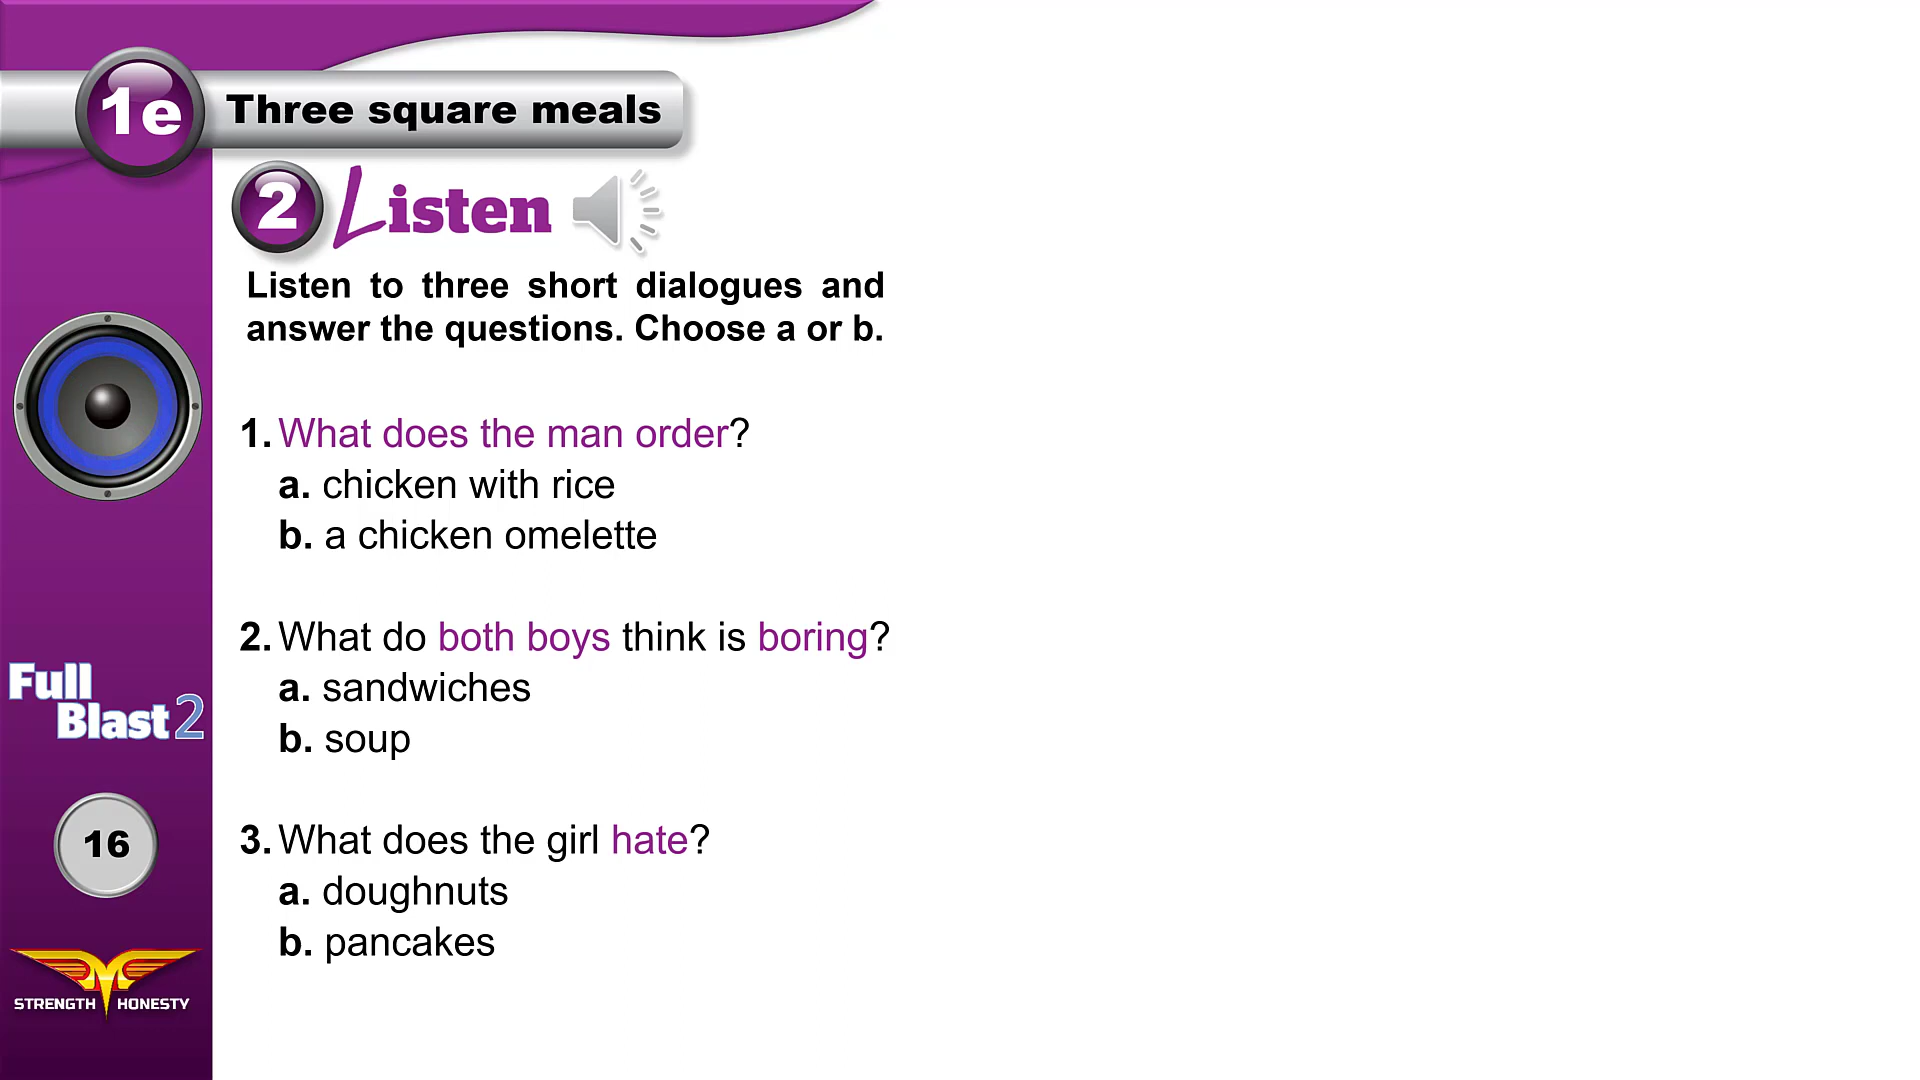 1e
Three square meals
2 Listen
Listen to three short dialogues and
answer the questions. Choose a or b.
1. What does the man order?
a. chicken with rice
b. a chicken omelette
2. What do both boys think is boring?
a. sandwiches
b. soup
3. What does the girl hate?
a. doughnuts
b. pancakes
Full
Blast 2
16
STRENGTH HONESTY